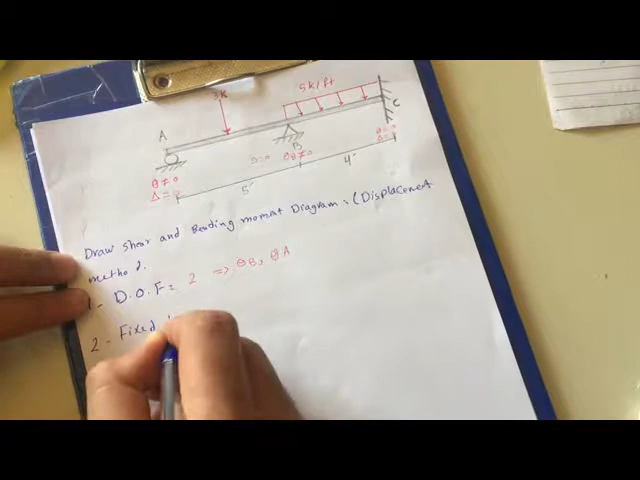 3k
5k/ft
A
C
B
θ≠0
Δ=0
Δ=0 θB≠0
θ=0
Δ=0
5'
4'
Draw shear and Bending moment Diagram : (Displacement
method.
1- D.O.F = 2 => θB, θA
2- Fixed